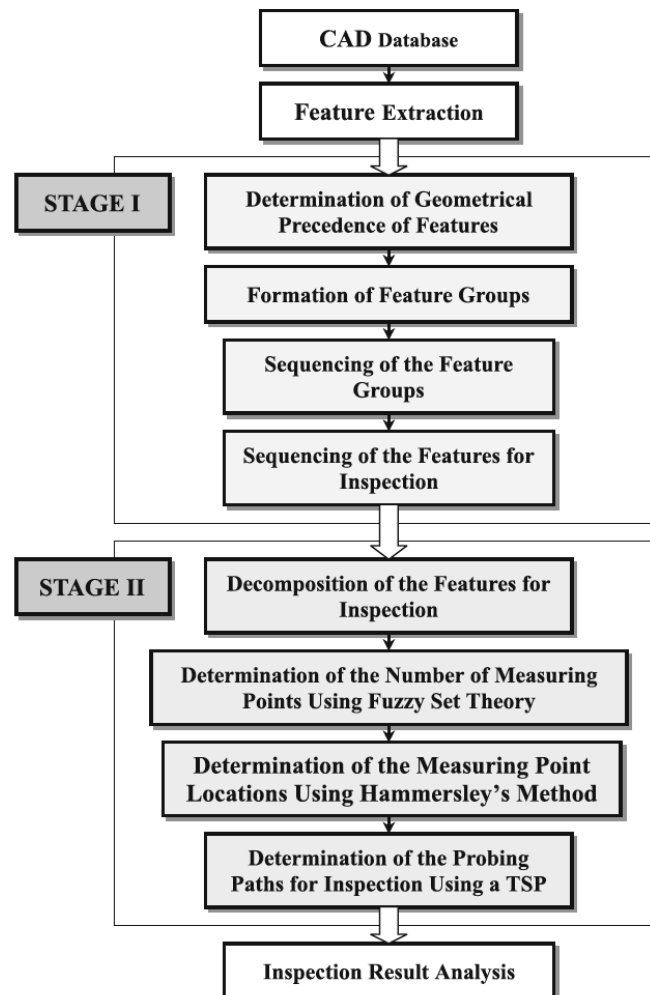 CAD Database
Feature Extraction
STAGE I
Determination of Geometrical
Precedence of Features
Formation of Feature Groups
Sequencing of the Feature
Groups
Sequencing of the Features for
Inspection
STAGE II
Decomposition of the Features for
Inspection
Determination of the Number of Measuring
Points Using Fuzzy Set Theory
Determination of the Measuring Point
Locations Using Hammersley's Method
Determination of the Probing
Paths for Inspection Using a TSP
Inspection Result Analysis